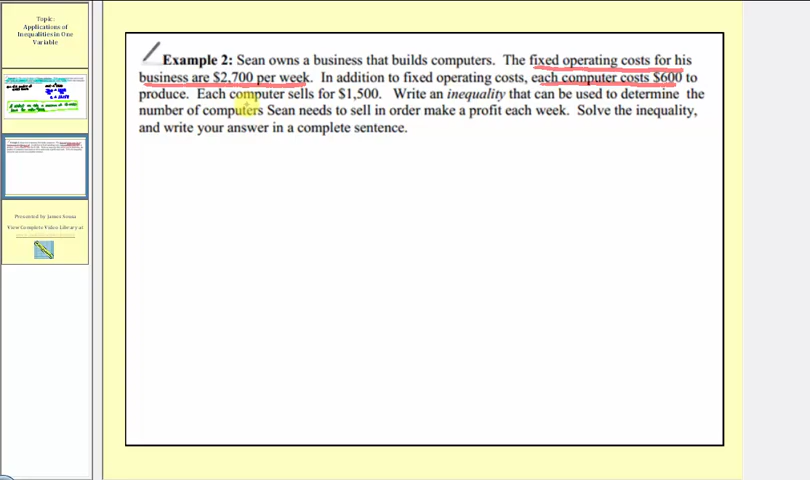 Topic:
Applications of
Inequalities in One
Variable
Presented by James Sousa
View Complete Video Library at
Example 2: Sean owns a business that builds computers. The fixed operating costs for his
business are $2,700 per week. In addition to fixed operating costs, each computer costs $600 to
produce. Each computer sells for $1,500. Write an inequality that can be used to determine the
number of computers Sean needs to sell in order make a profit each week. Solve the inequality,
and write your answer in a complete sentence.